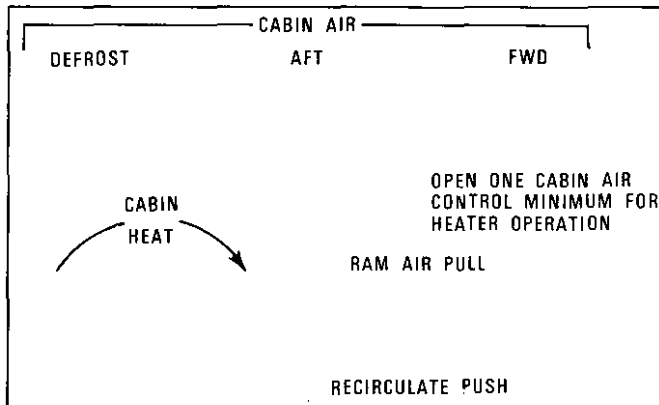 CABIN AIR
DEFROST AFT FWD
OPEN ONE CABIN AIR
CONTROL MINIMUM FOR
HEATER OPERATION
CABIN
HEAT
RAM AIR PULL
RECIRCULATE PUSH